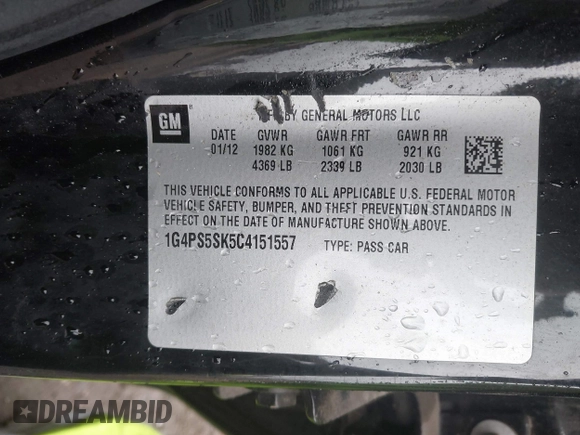 GM
BY GENERAL MOTORS LLC
DATE GVWR GAWR FRT GAWR RR
01/12 1982 KG 1061 KG 921 KG
4369 LB 2339 LB 2030 LB
THIS VEHICLE CONFORMS TO ALL APPLICABLE U.S. FEDERAL MOTOR
VEHICLE SAFETY, BUMPER, AND THEFT PREVENTION STANDARDS IN
EFFECT ON THE DATE OF MANUFACTURE SHOWN ABOVE.
1G4PS5SK5C4151557 TYPE: PASS CAR
DREAMBID